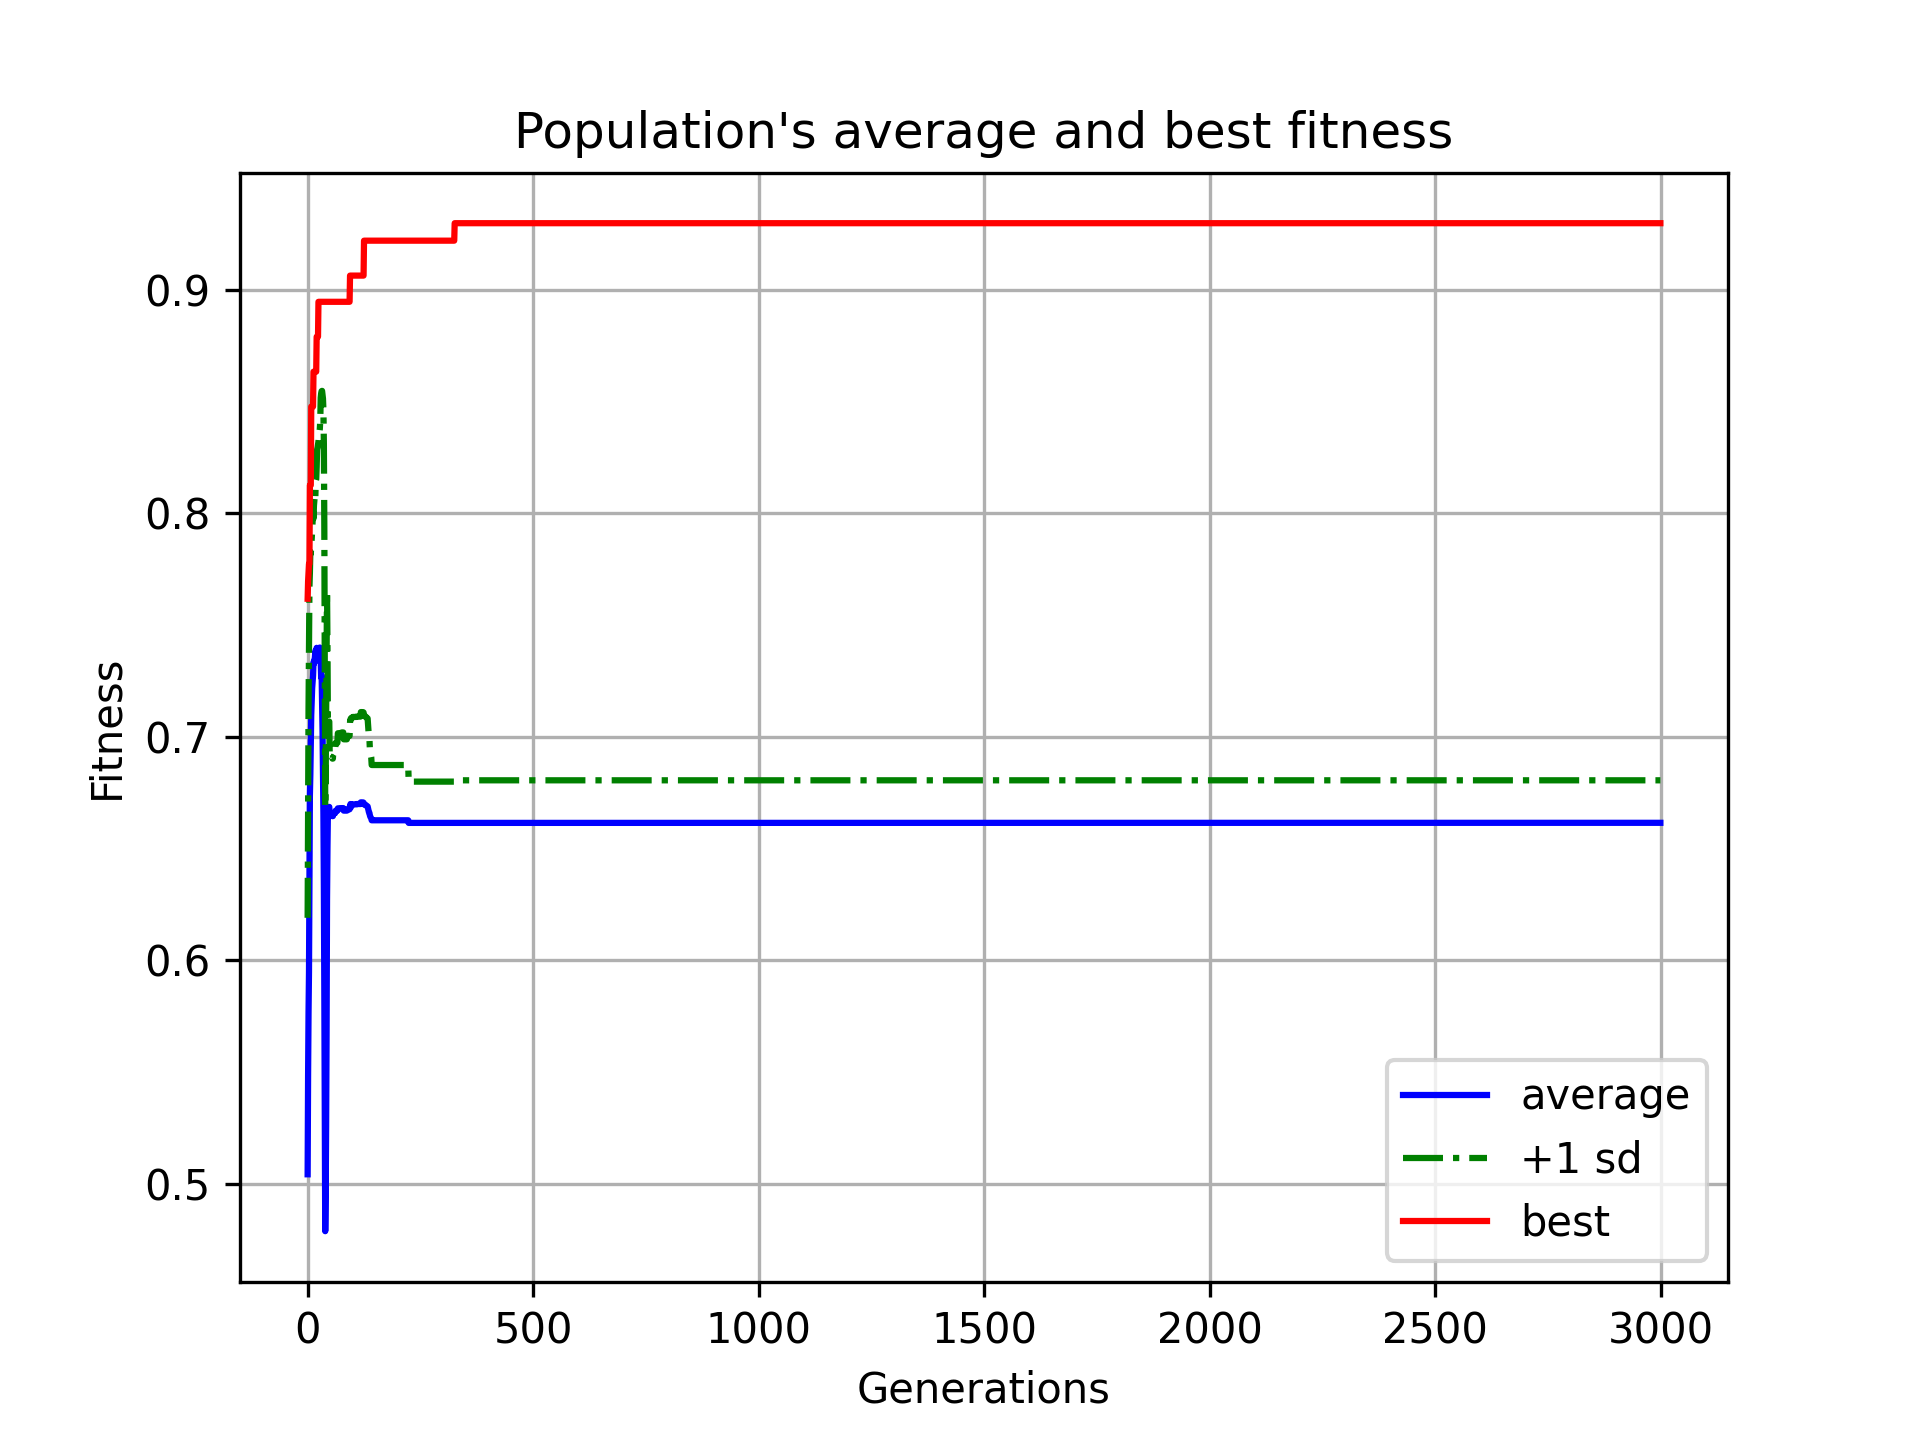 Population's average and best fitness
Fitness
0.9
0.8
0.7
0.6
0.5
average
+1 sd
best
0 500 1000 1500 2000 2500 3000
Generations